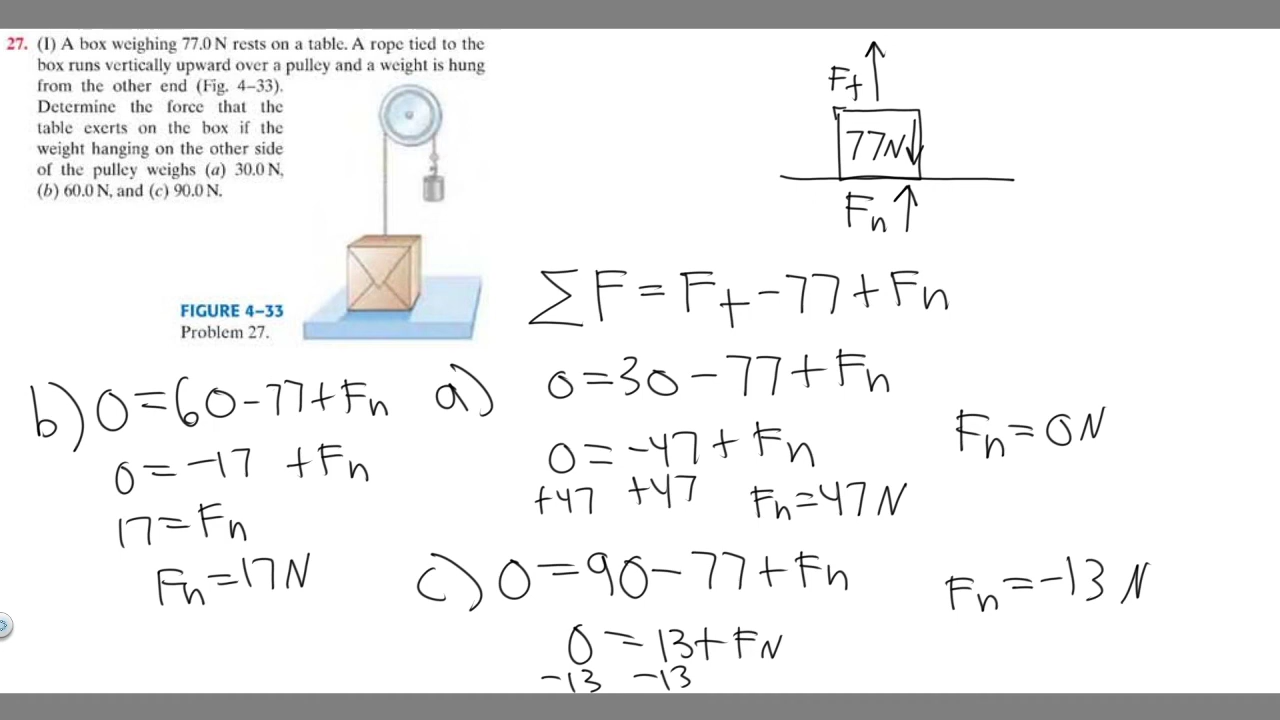 27. (I) A box weighing 77.0 N rests on a table. A rope tied to the
box runs vertically upward over a pulley and a weight is hung
from the other end (Fig. 4–33).
Determine the force that the
table exerts on the box if the
weight hanging on the other side
of the pulley weighs (a) 30.0 N,
(b) 60.0 N, and (c) 90.0 N.
FIGURE 4–33
Problem 27.
Ft↑
77N↓
Fn↑
ΣF = Ft - 77 + Fn
a) 0 = 30 - 77 + Fn
0 = -47 + Fn
+47 +47
Fn = 47N
b) 0 = 60 - 77 + Fn
0 = -17 + Fn
17 = Fn
Fn = 17N
c) 0 = 90 - 77 + Fn
0 = 13 + FN
-13 -13
Fn = 0N
Fn = -13 N